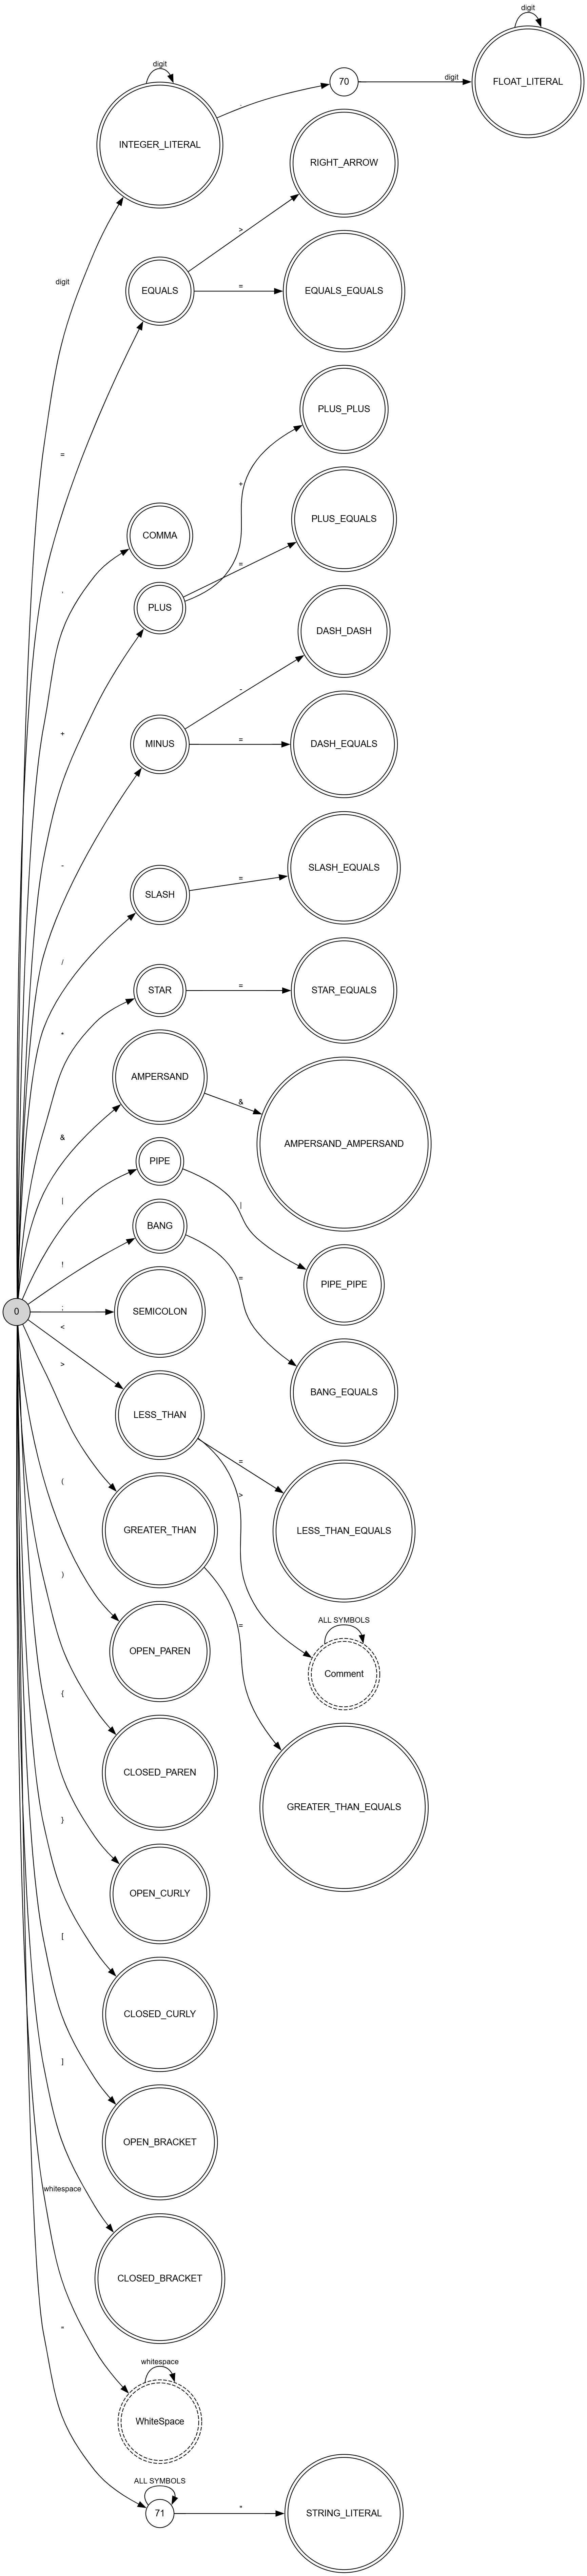 digit
digit
70
digit
FLOAT_LITERAL
.
INTEGER_LITERAL
RIGHT_ARROW
digit
>
EQUALS
=
EQUALS_EQUALS
PLUS_PLUS
=
+
PLUS_EQUALS
COMMA
=
,
PLUS
DASH_DASH
-
+
MINUS
=
DASH_EQUALS
-
SLASH_EQUALS
=
SLASH
/
STAR
=
STAR_EQUALS
*
AMPERSAND
&
&
AMPERSAND_AMPERSAND
PIPE
|
|
BANG
!
=
PIPE_PIPE
0
;
SEMICOLON
<
>
BANG_EQUALS
LESS_THAN
=
(
>
GREATER_THAN
LESS_THAN_EQUALS
)
=
ALL SYMBOLS
OPEN_PAREN
Comment
{
CLOSED_PAREN
GREATER_THAN_EQUALS
}
OPEN_CURLY
[
CLOSED_CURLY
]
OPEN_BRACKET
whitespace
CLOSED_BRACKET
"
whitespace
WhiteSpace
ALL SYMBOLS
71
"
STRING_LITERAL